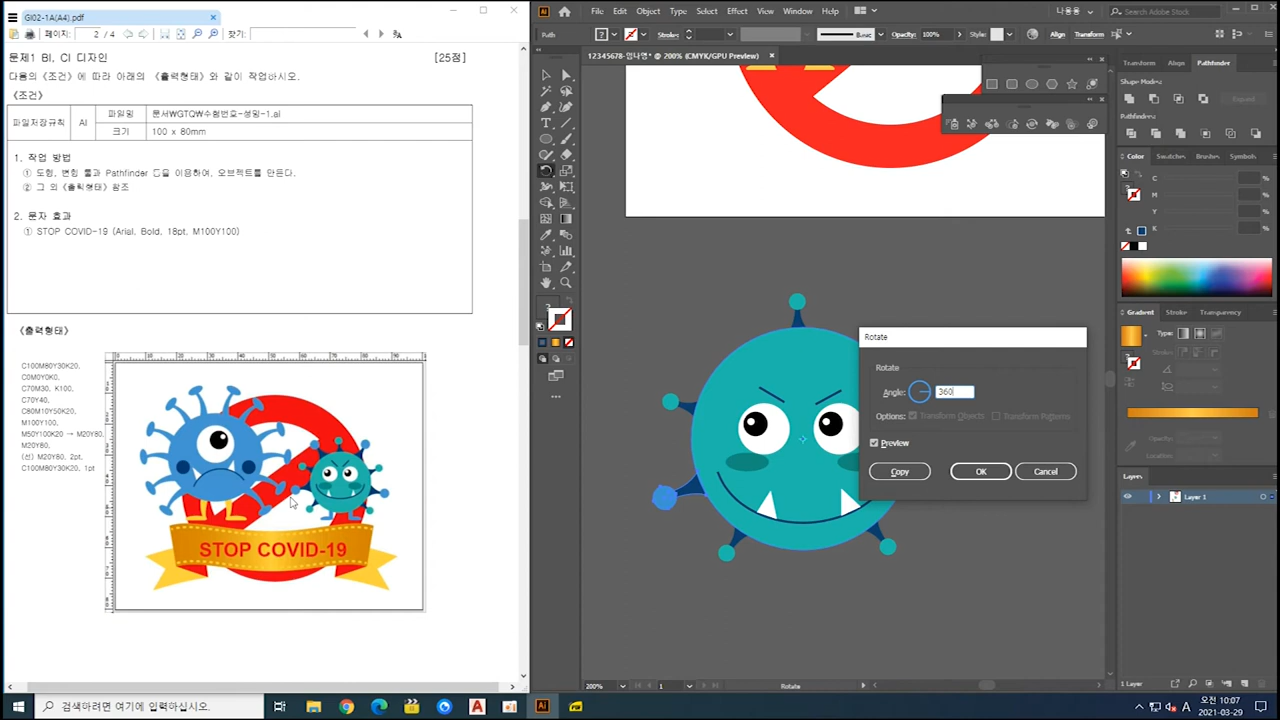 GI02-1A(A4).pdf
페이지: 2 / 4 찾기:
문제1 BI, CI 디자인 [25점]
다음의 《조건》에 따라 아래의 《출력형태》와 같이 작업하시오.
《조건》
파일저장규칙 AI 파일명 문서₩GTQ₩수험번호-성명-1.ai
크기 100 x 80mm
1. 작업 방법
① 도형, 변형 툴과 Pathfinder 등을 이용하여, 오브젝트를 만든다.
② 그 외 《출력형태》 참조
2. 문자 효과
① STOP COVID-19 (Arial, Bold, 18pt, M100Y100)
《출력형태》
C100M80Y30K20,
C0M0Y0K0,
C70M30, K100,
C70Y40,
C80M10Y50K20,
M100Y100,
M50Y100K20 → M20Y80,
M20Y80,
(선) M20Y80, 2pt,
C100M80Y30K20, 1pt
STOP COVID-19
File Edit Object Type Select Effect View Window Help
Search Adobe Stock
Path Stroke: Basic Opacity: 100% Style: Align Transform
@ 200% (CMYK/GPU Preview)
Transform Align Pathfinder
Shape Modes:
Expand
Pathfinders:
Color Swatches Brushes Symbols
C %
M %
Y %
K %
Gradient Stroke Transparency
Type:
Opacity:
Location:
Layers
Layer 1
1 Layer
Rotate
Rotate
Angle: 360
Options: Transform Objects Transform Patterns
Preview
Copy OK Cancel
200% 1 Rotate
검색하려면 여기에 입력하십시오.
오전 10:07
2021-03-29